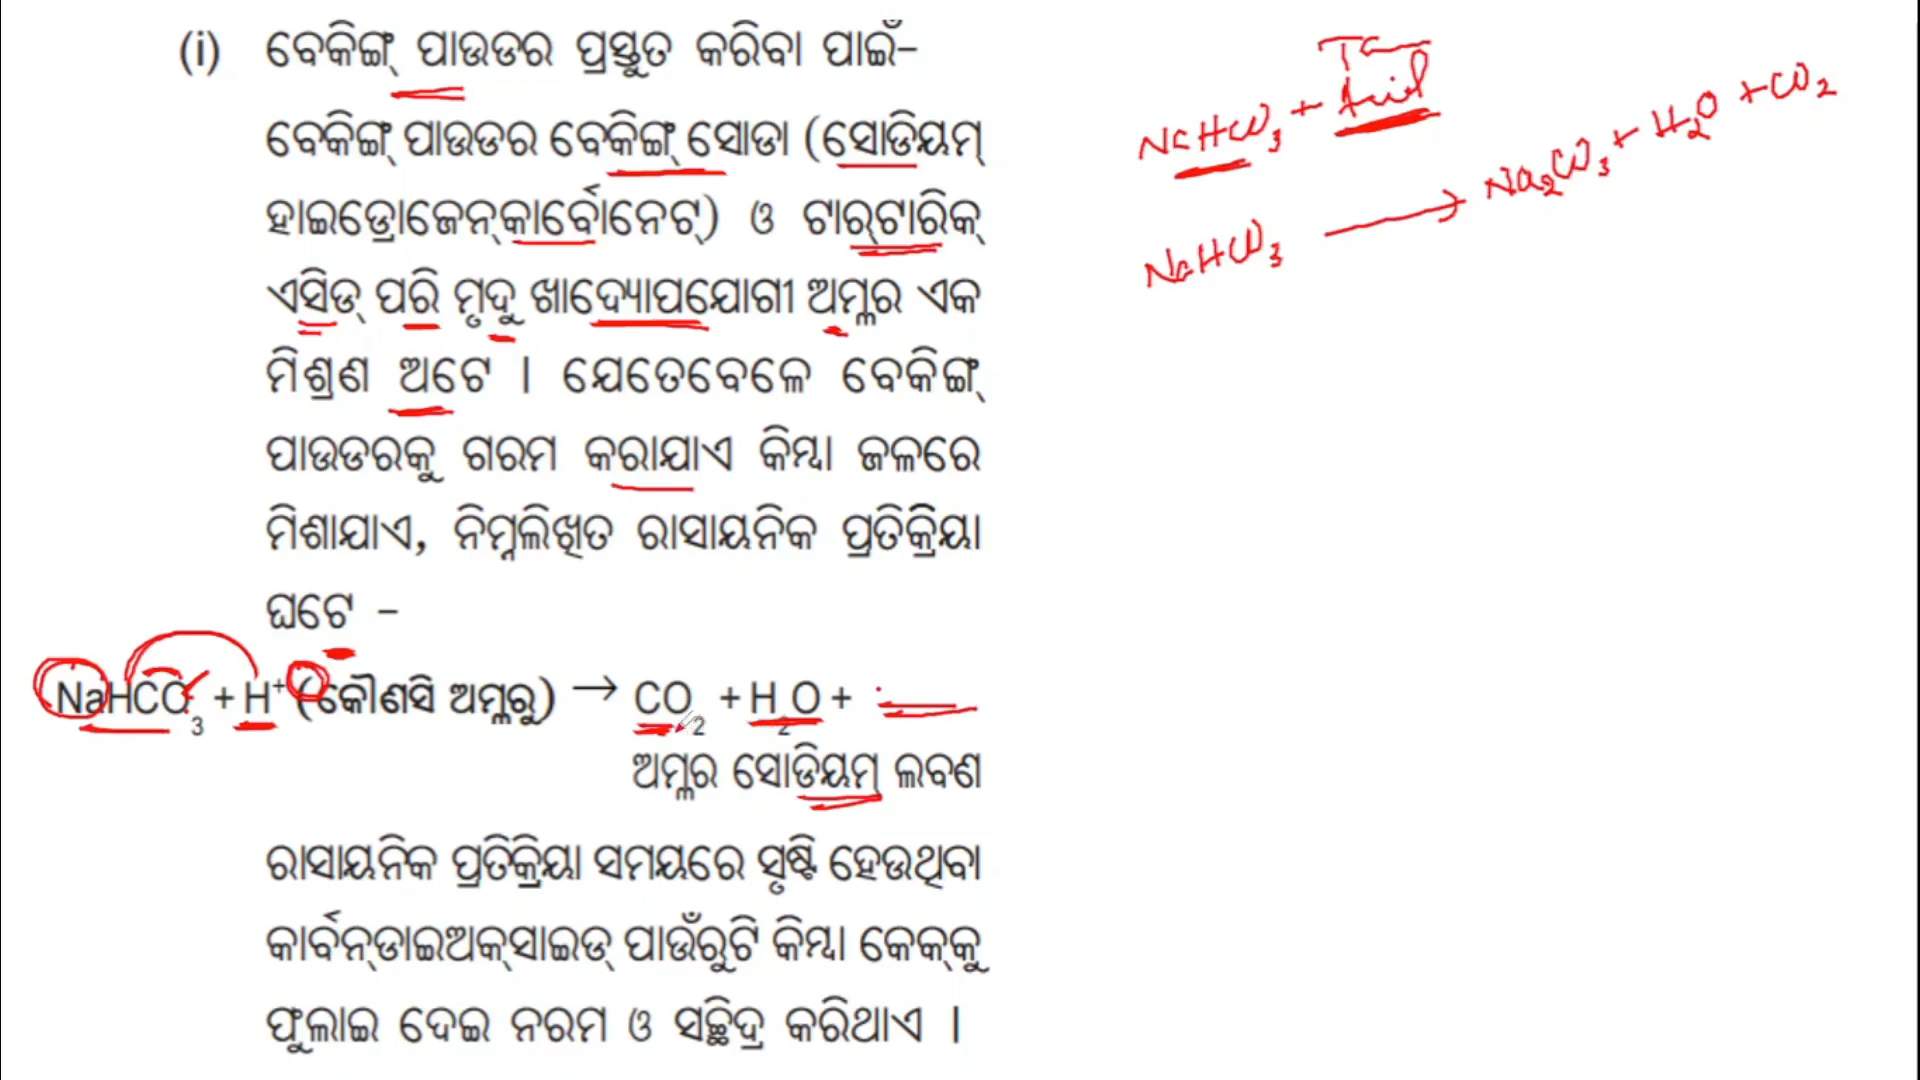 (i) ବେକିଙ୍ଗ୍ ପାଉଡର ପ୍ରସ୍ତୁତ କରିବା ପାଇଁ-
ବେକିଙ୍ଗ୍ ପାଉଡର ବେକିଙ୍ଗ୍ ସୋଡା (ସୋଡିୟମ୍
ହାଇଡ୍ରୋଜେନ୍‌କାର୍ବୋନେଟ୍) ଓ ଟାର୍‌ଟାରିକ୍
ଏସିଡ୍ ପରି ମୃଦୁ ଖାଦ୍ୟୋପଯୋଗୀ ଅମ୍ଳର ଏକ
ମିଶ୍ରଣ ଅଟେ । ଯେତେବେଳେ ବେକିଙ୍ଗ୍
ପାଉଡରକୁ ଗରମ କରାଯାଏ କିମ୍ବା ଜଳରେ
ମିଶାଯାଏ, ନିମ୍ନଲିଖିତ ରାସାୟନିକ ପ୍ରତିକ୍ରିୟା
ଘଟେ -
NaHCO₃ + H⁺ (କୌଣସି ଅମ୍ଳରୁ) → CO₂ + H₂O +
ଅମ୍ଳର ସୋଡିୟମ୍ ଲବଣ
ରାସାୟନିକ ପ୍ରତିକ୍ରିୟା ସମୟରେ ସୃଷ୍ଟି ହେଉଥିବା
କାର୍ବନ୍‌ଡାଇଅକ୍‌ସାଇଡ୍ ପାଉଁରୁଟି କିମ୍ବା କେକ୍‌କୁ
ଫୁଲାଇ ଦେଇ ନରମ ଓ ସଚ୍ଛିଦ୍ର କରିଥାଏ ।
NaHCO₃ + Acid
NaHCO₃ → Na₂CO₃ + H₂O + CO₂